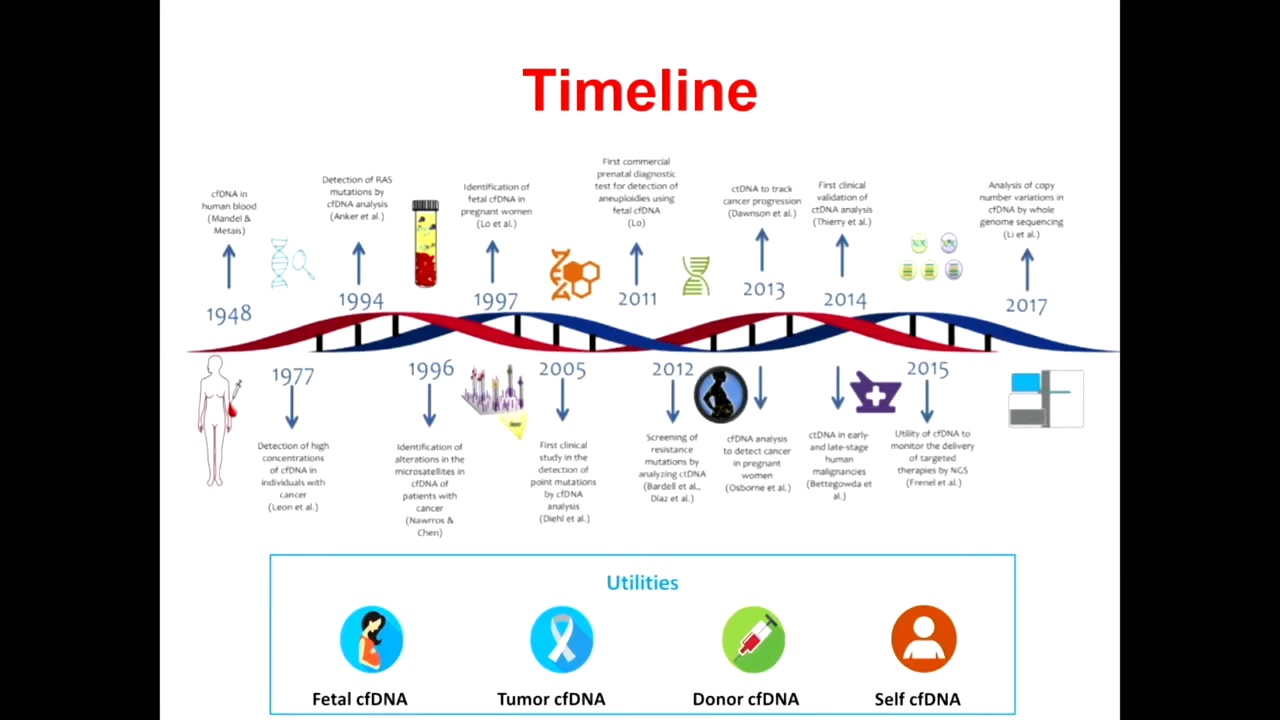 Timeline
cfDNA in
human blood
(Mandel &
Metais)
1948
Detection of RAS
mutations by
cfDNA analysis
(Anker et al.)
1994
Identification of
fetal cfDNA in
pregnant women
(Lo et al.)
1997
First commercial
prenatal diagnostic
test for detection of
aneuploidies using
fetal cfDNA
(Lo)
2011
ctDNA to track
cancer progression
(Dawnson et al.)
2013
First clinical
validation of
ctDNA analysis
(Thierry et al.)
2014
Analysis of copy
number variations in
cfDNA by whole
genome sequencing
(Li et al.)
2017
1977
Detection of high
concentrations
of cfDNA in
individuals with
cancer
(Leon et al.)
1996
Identification of
alterations in the
microsatellites in
cfDNA of
patients with
cancer
(Nawrros &
Chen)
2005
First clinical
study in the
detection of
point mutations
by cfDNA
analysis
(Diehl et al.)
2012
Screening of
resistance
mutations by
analyzing ctDNA
(Bardell et al.,
Diaz et al.)
cfDNA analysis
to detect cancer
in pregnant
women
(Osborne et al.)
ctDNA in early-
and late-stage
human
malignancies
(Bettegowda et
al.)
2015
Utility of cfDNA to
monitor the delivery
of targeted
therapies by NGS
(Frenel et al.)
Utilities
Fetal cfDNA
Tumor cfDNA
Donor cfDNA
Self cfDNA